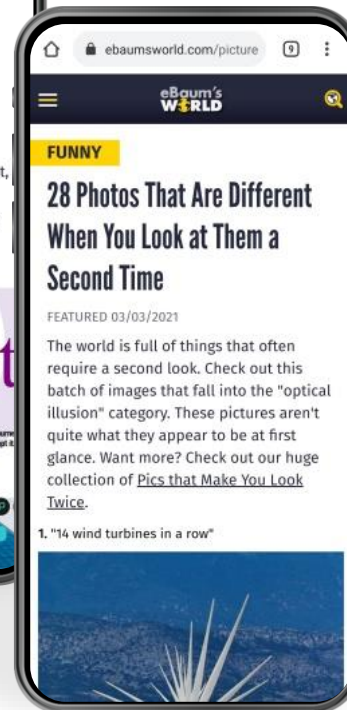 ebaumsworld.com/picture
9
eBaum's
WORLD
FUNNY
28 Photos That Are Different
When You Look at Them a
Second Time
FEATURED 03/03/2021
The world is full of things that often
require a second look. Check out this
batch of images that fall into the "optical
illusion" category. These pictures aren't
quite what they appear to be at first
glance. Want more? Check out our huge
collection of Pics that Make You Look
Twice.
1. "14 wind turbines in a row"